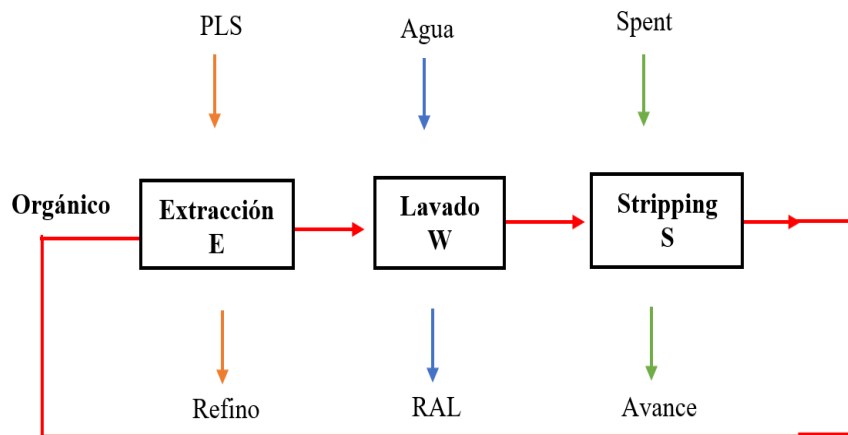 PLS
Agua
Spent
Orgánico
Extracción
E
Lavado
W
Stripping
S
Refino
RAL
Avance